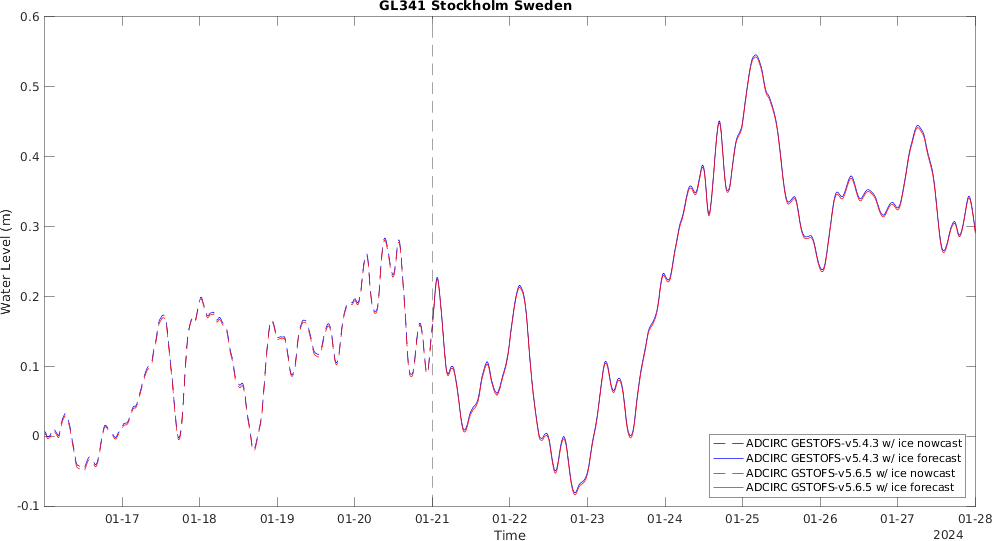 GL341 Stockholm Sweden
0.6
0.5
0.4
0.3
0.2
0.1
0
-0.1
Water Level (m)
ADCIRC GESTOFS-v5.4.3 w/ ice nowcast
ADCIRC GESTOFS-v5.4.3 w/ ice forecast
ADCIRC GSTOFS-v5.6.5 w/ ice nowcast
ADCIRC GSTOFS-v5.6.5 w/ ice forecast
01-17 01-18 01-19 01-20 01-21 01-22 01-23 01-24 01-25 01-26 01-27 01-28
Time 2024